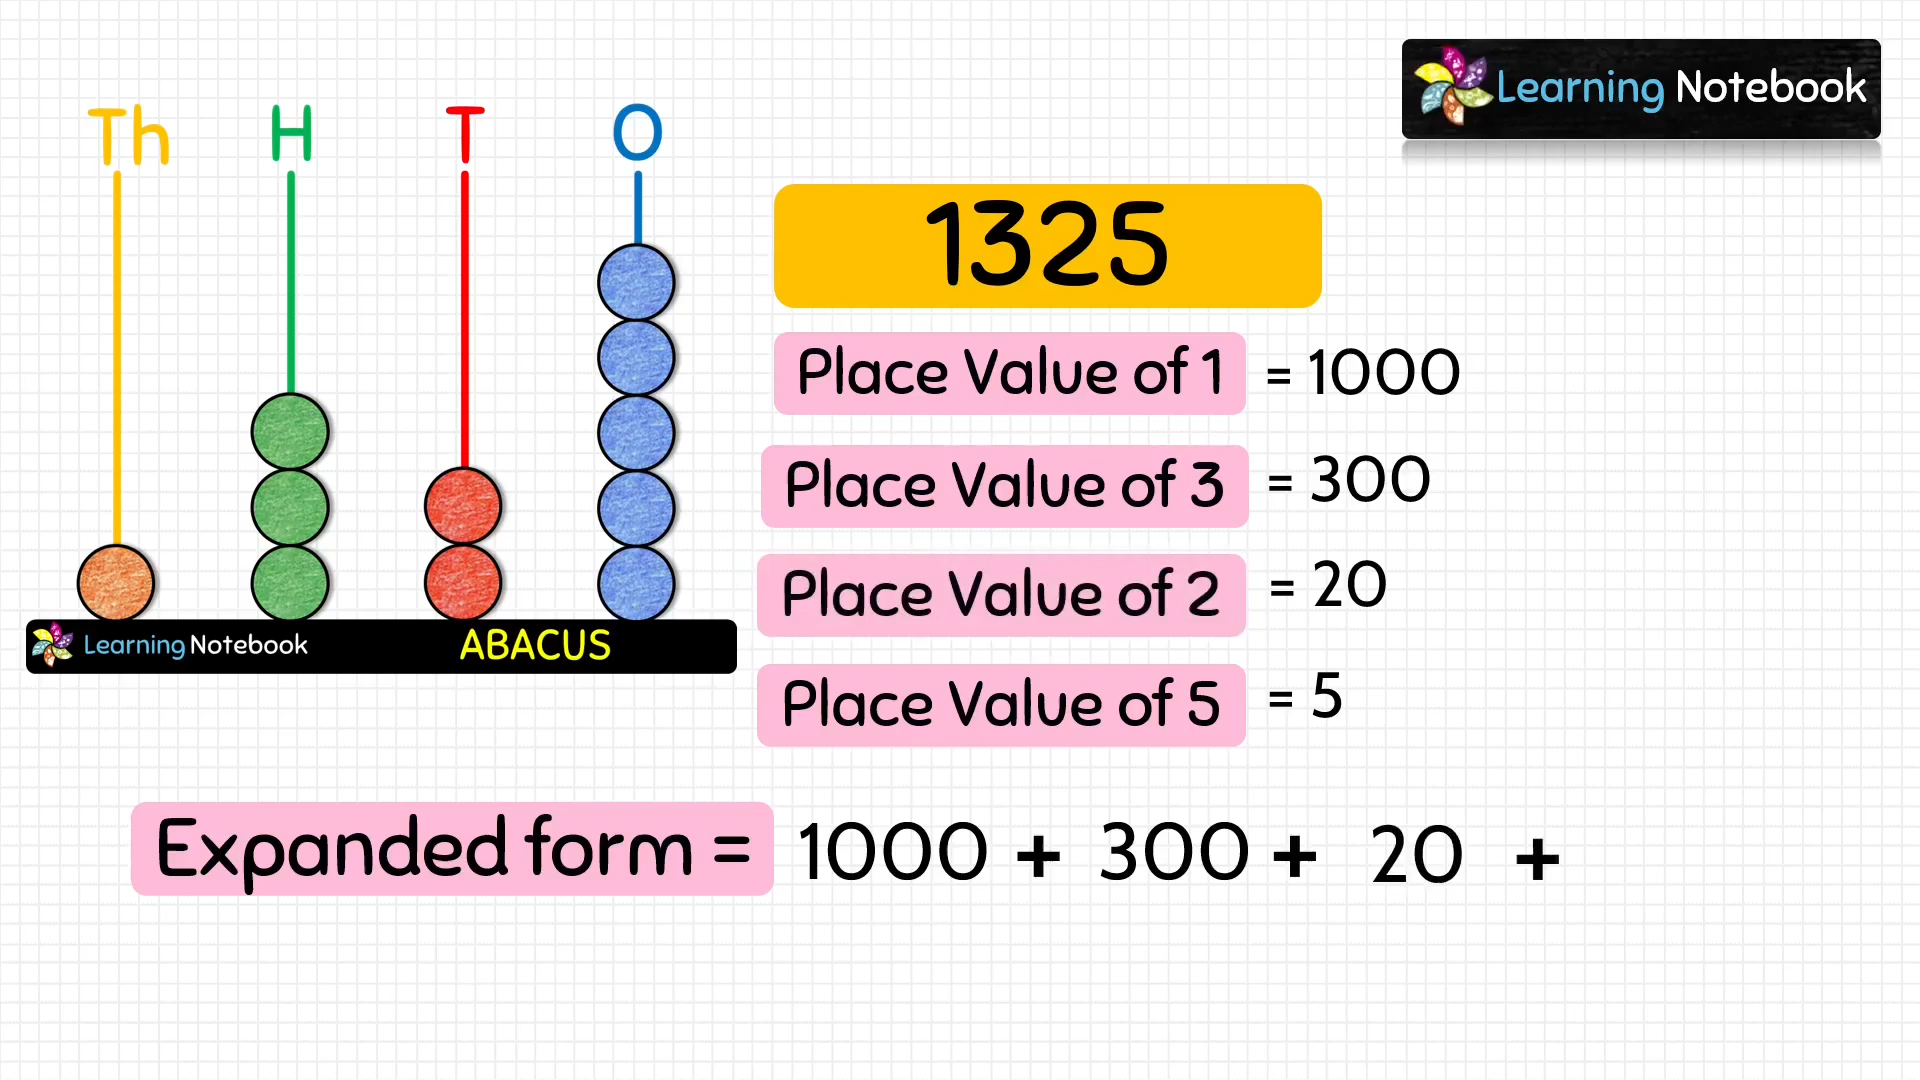 Learning Notebook
Th H T O
1325
Place Value of 1 = 1000
Place Value of 3 = 300
Place Value of 2 = 20
Place Value of 5 = 5
Learning Notebook ABACUS
Expanded form = 1000 + 300 + 20 +